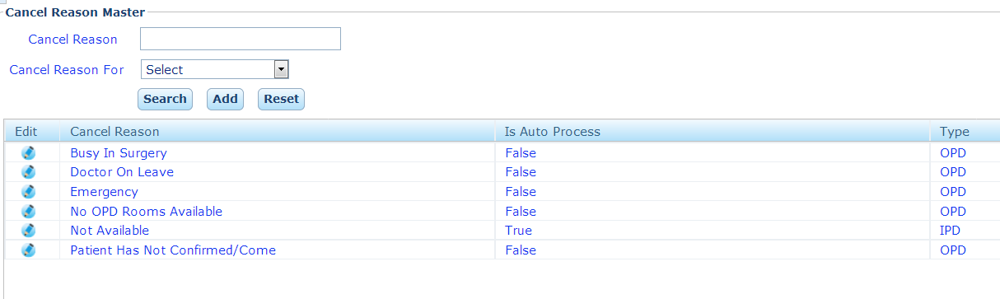 Cancel Reason Master
Cancel Reason
Cancel Reason For Select
Search Add Reset
Edit Cancel Reason Is Auto Process Type
Busy In Surgery False OPD
Doctor On Leave False OPD
Emergency False OPD
No OPD Rooms Available False OPD
Not Available True IPD
Patient Has Not Confirmed/Come False OPD